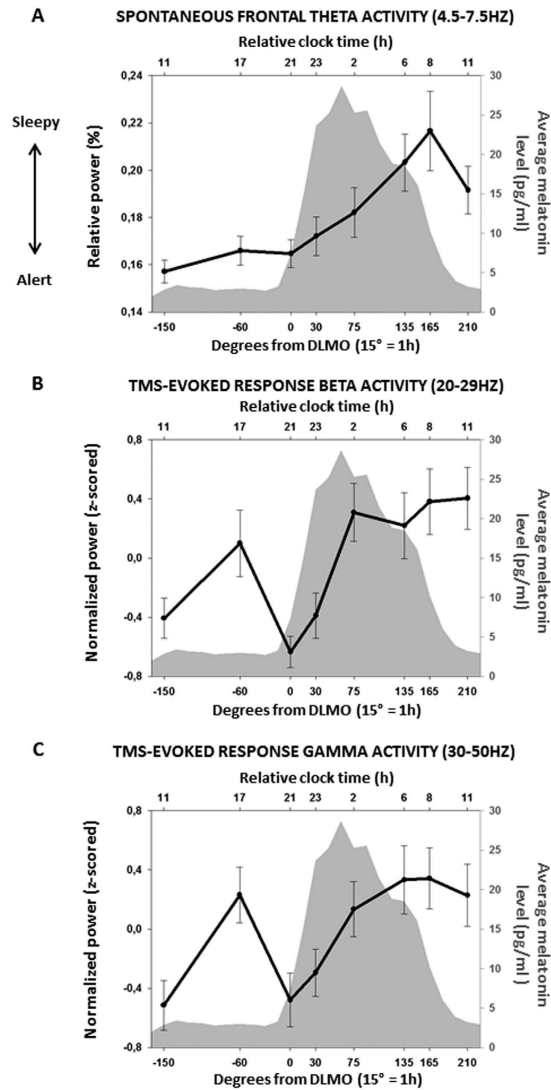 A
SPONTANEOUS FRONTAL THETA ACTIVITY (4.5-7.5HZ)
Relative clock time (h)
11 17 21 23 2 6 8 11
Sleepy
Alert
Relative power (%)
0,24
0,22
0,20
0,18
0,16
0,14
30
25
20
15
10
5
0
Average melatonin
level (pg/ml)
-150 -60 0 30 75 135 165 210
Degrees from DLMO (15° = 1h)
B
TMS-EVOKED RESPONSE BETA ACTIVITY (20-29HZ)
Relative clock time (h)
11 17 21 23 2 6 8 11
Normalized power (z-scored)
0,8
0,4
0,0
-0,4
-0,8
30
25
20
15
10
5
0
Average melatonin
level (pg/ml)
-150 -60 0 30 75 135 165 210
Degrees from DLMO (15° = 1h)
C
TMS-EVOKED RESPONSE GAMMA ACTIVITY (30-50HZ)
Relative clock time (h)
11 17 21 23 2 6 8 11
Normalized power (z-scored)
0,8
0,4
0,0
-0,4
-0,8
30
25
20
15
10
5
0
Average melatonin
level (pg/ml )
-150 -60 0 30 75 135 165 210
Degrees from DLMO (15° = 1h)